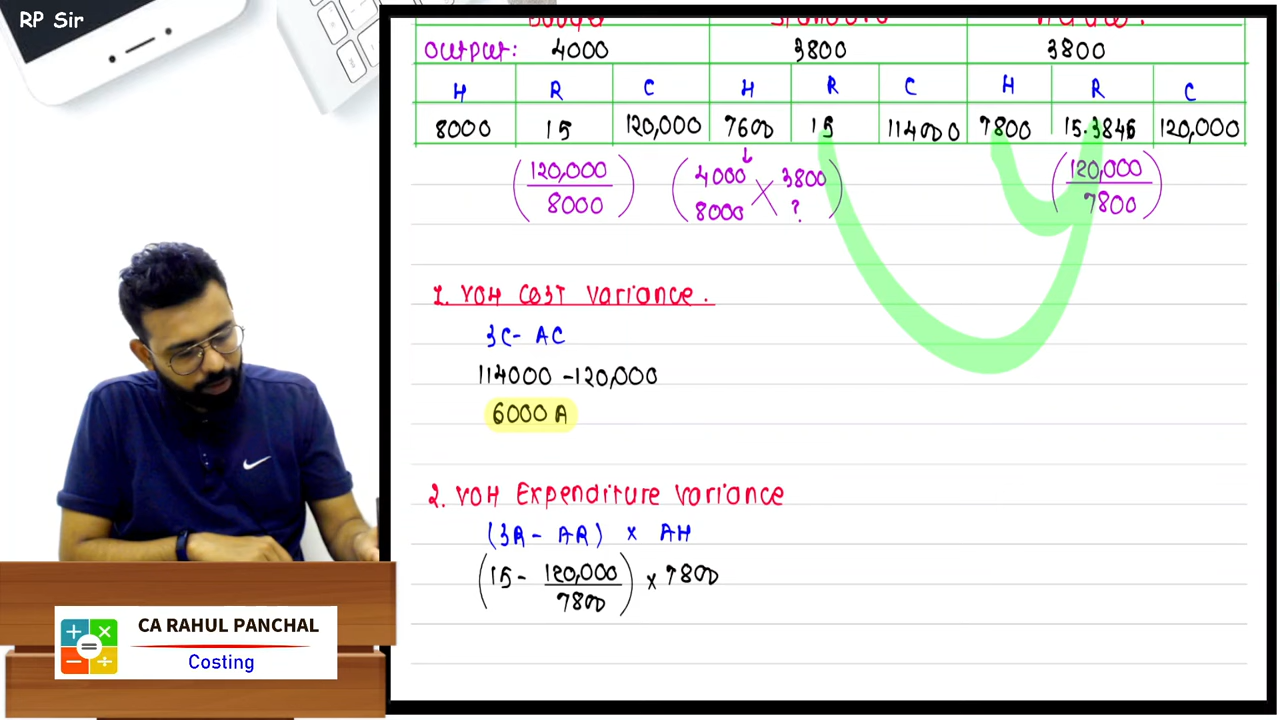 RP Sir
Output: 4000 3800 3800
H R C H R C H R C
8000 15 120,000 7600 15 114000 7800 15.3846 120,000
(120,000 / 8000) (4000 ↓ × 3800 (120,000 / 7800)
8000 ?)
1. VOH Cost Variance.
SC - AC
114000 - 120,000
6000 A
2. VOH Expenditure Variance
(SR - AR) × AH
(15 - 120,000 / 7800) × 7800
CA RAHUL PANCHAL
Costing